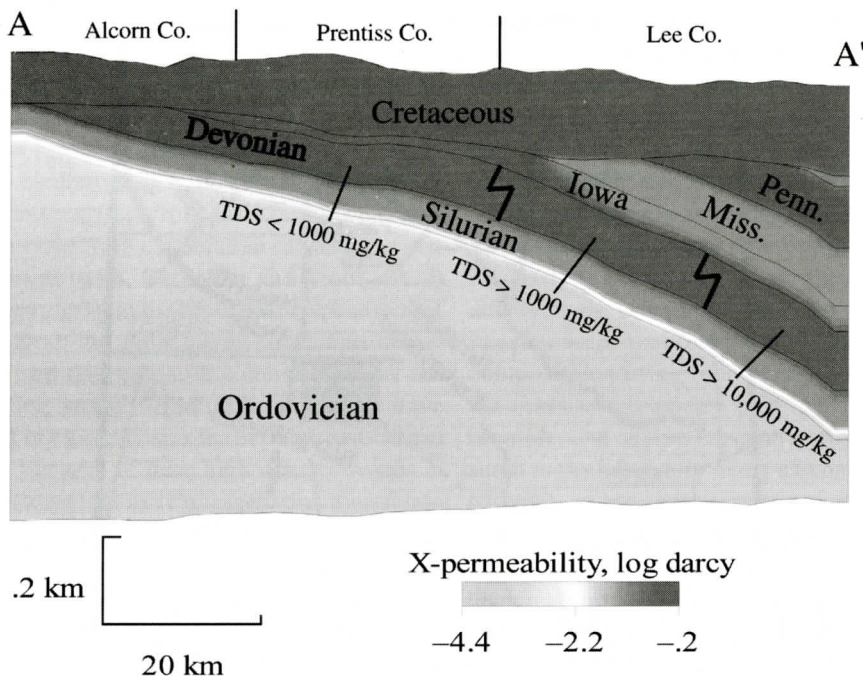 A
Alcorn Co.
Prentiss Co.
Lee Co.
A'
Cretaceous
Devonian
Iowa
Penn.
Miss.
Silurian
TDS < 1000 mg/kg
TDS > 1000 mg/kg
TDS > 10,000 mg/kg
Ordovician
.2 km
20 km
X-permeability, log darcy
–4.4
–2.2
–.2